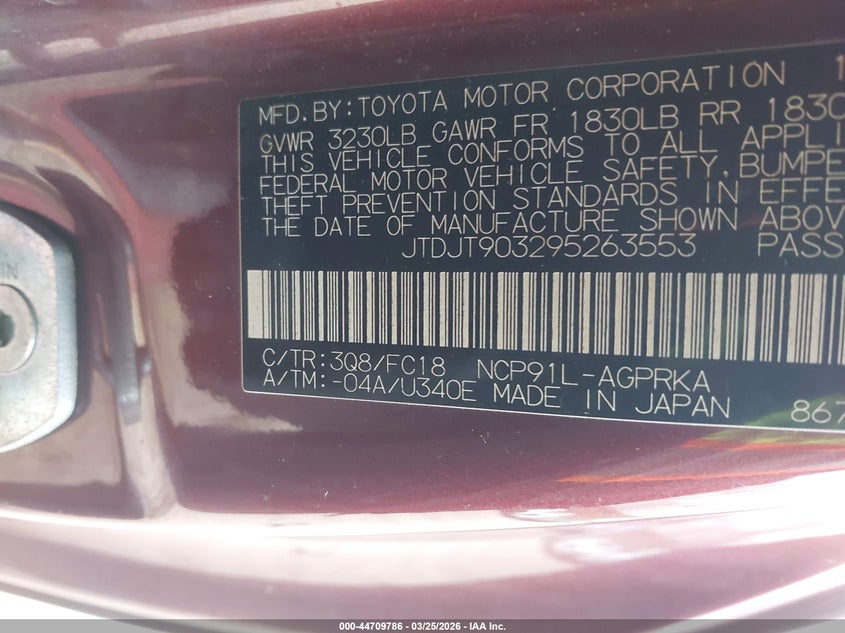 MFD.BY:TOYOTA MOTOR CORPORATION 1
GVWR 3230LB GAWR FR 1830LB RR 1830
THIS VEHICLE CONFORMS TO ALL APPLI
FEDERAL MOTOR VEHICLE SAFETY,BUMPE
THEFT PREVENTION STANDARDS IN EFFE
THE DATE OF MANUFACTURE SHOWN ABOV
JTDJT903295263553 PASS
C/TR:3Q8/FC18 NCP91L-AGPRKA
A/TM:-04A/U340E MADE IN JAPAN 867
000-44709786 - 03/25/2026 - IAA Inc.